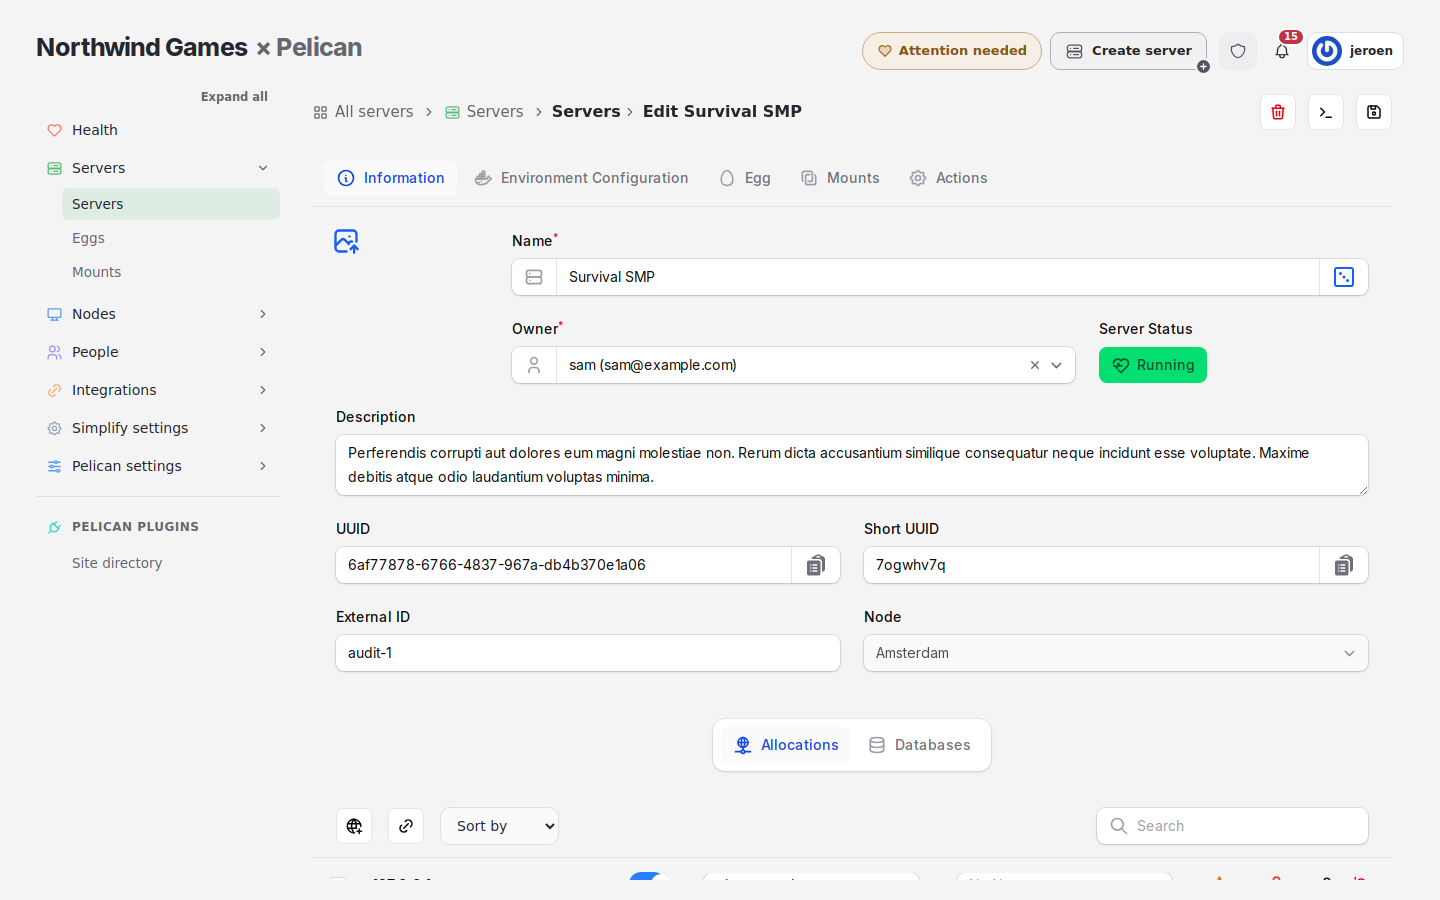 Northwind Games × Pelican
Attention needed
Create server
15
jeroen
Expand all
Health
Servers
Servers
Eggs
Mounts
Nodes
People
Integrations
Simplify settings
Pelican settings
PELICAN PLUGINS
Site directory
All servers > Servers > Servers > Edit Survival SMP
Information
Environment Configuration
Egg
Mounts
Actions
Name*
Survival SMP
Owner*
Server Status
sam (sam@example.com)
Running
Description
Perferendis corrupti aut dolores eum magni molestiae non. Rerum dicta accusantium similique consequatur neque incidunt esse voluptate. Maxime
debitis atque odio laudantium voluptas minima.
UUID
Short UUID
6af77878-6766-4837-967a-db4b370e1a06
7ogwhv7q
External ID
Node
audit-1
Amsterdam
Allocations
Databases
Sort by
Search